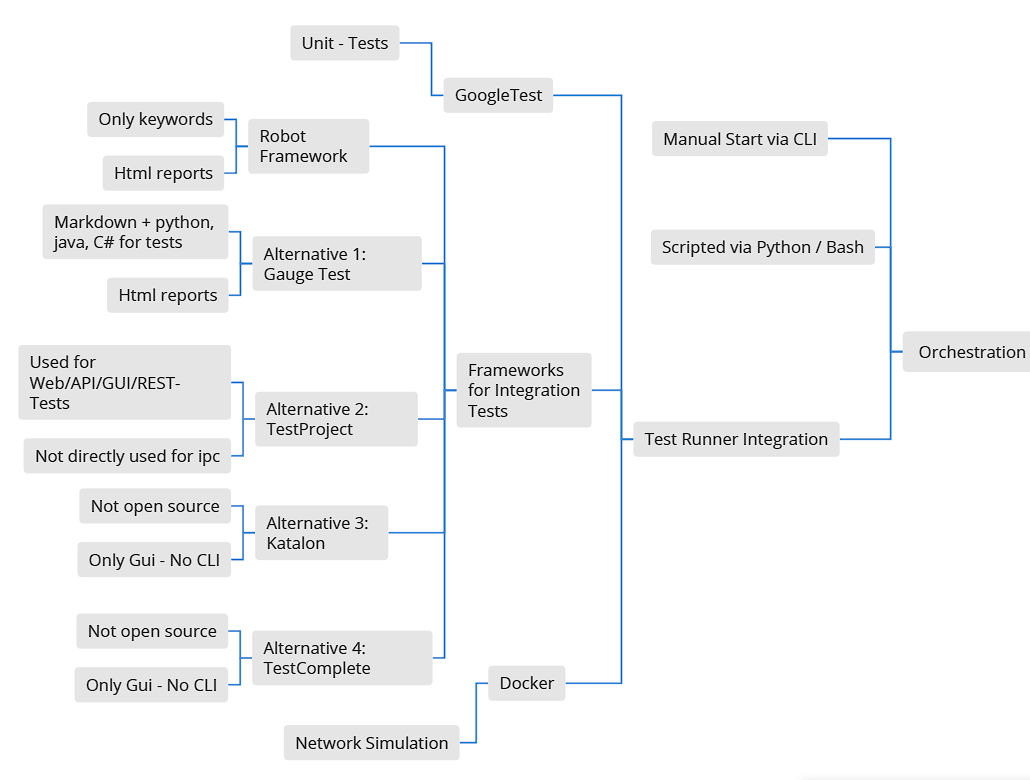 Unit - Tests
GoogleTest
Only keywords
Robot
Framework
Html reports
Manual Start via CLI
Markdown + python,
java, C# for tests
Alternative 1:
Gauge Test
Html reports
Scripted via Python / Bash
Used for
Web/API/GUI/REST-
Tests
Alternative 2:
TestProject
Not directly used for ipc
Frameworks
for Integration
Tests
Orchestration
Test Runner Integration
Not open source
Alternative 3:
Katalon
Only Gui - No CLI
Not open source
Alternative 4:
TestComplete
Only Gui - No CLI
Docker
Network Simulation